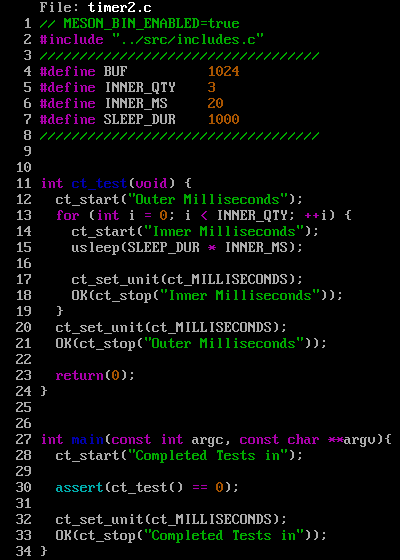 File: timer2.c
1 // MESON_BIN_ENABLED=true
2 #include "../src/includes.c"
3 ///////////////////////////////////
4 #define BUF 1024
5 #define INNER_QTY 3
6 #define INNER_MS 20
7 #define SLEEP_DUR 1000
8 ///////////////////////////////////
9
10
11 int ct_test(void) {
12 ct_start("Outer Milliseconds");
13 for (int i = 0; i < INNER_QTY; ++i) {
14 ct_start("Inner Milliseconds");
15 usleep(SLEEP_DUR * INNER_MS);
16
17 ct_set_unit(ct_MILLISECONDS);
18 OK(ct_stop("Inner Milliseconds"));
19 }
20 ct_set_unit(ct_MILLISECONDS);
21 OK(ct_stop("Outer Milliseconds"));
22
23 return(0);
24 }
25
26
27 int main(const int argc, const char **argv){
28 ct_start("Completed Tests in");
29
30 assert(ct_test() == 0);
31
32 ct_set_unit(ct_MILLISECONDS);
33 OK(ct_stop("Completed Tests in"));
34 }